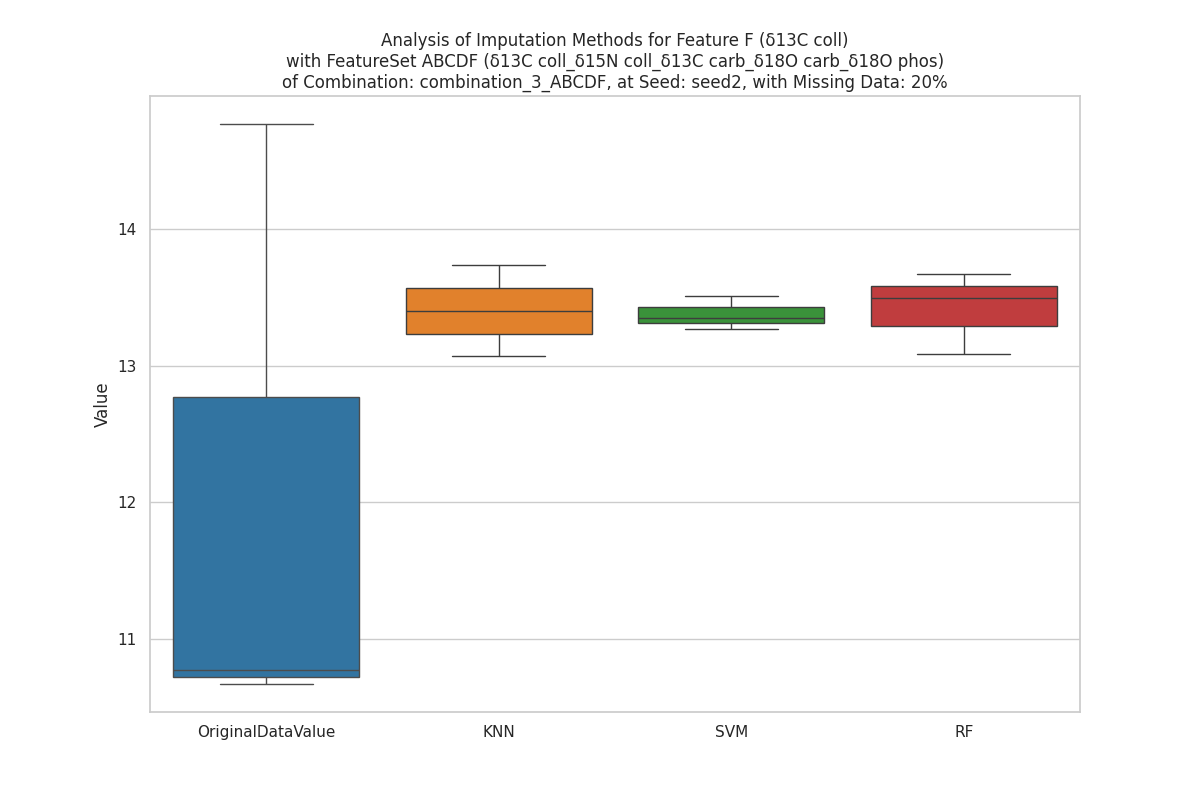 Analysis of Imputation Methods for Feature F (δ13C coll)
with FeatureSet ABCDF (δ13C coll_δ15N coll_δ13C carb_δ18O carb_δ18O phos)
of Combination: combination_3_ABCDF, at Seed: seed2, with Missing Data: 20%
14
13
12
11
Value
OriginalDataValue
KNN
SVM
RF